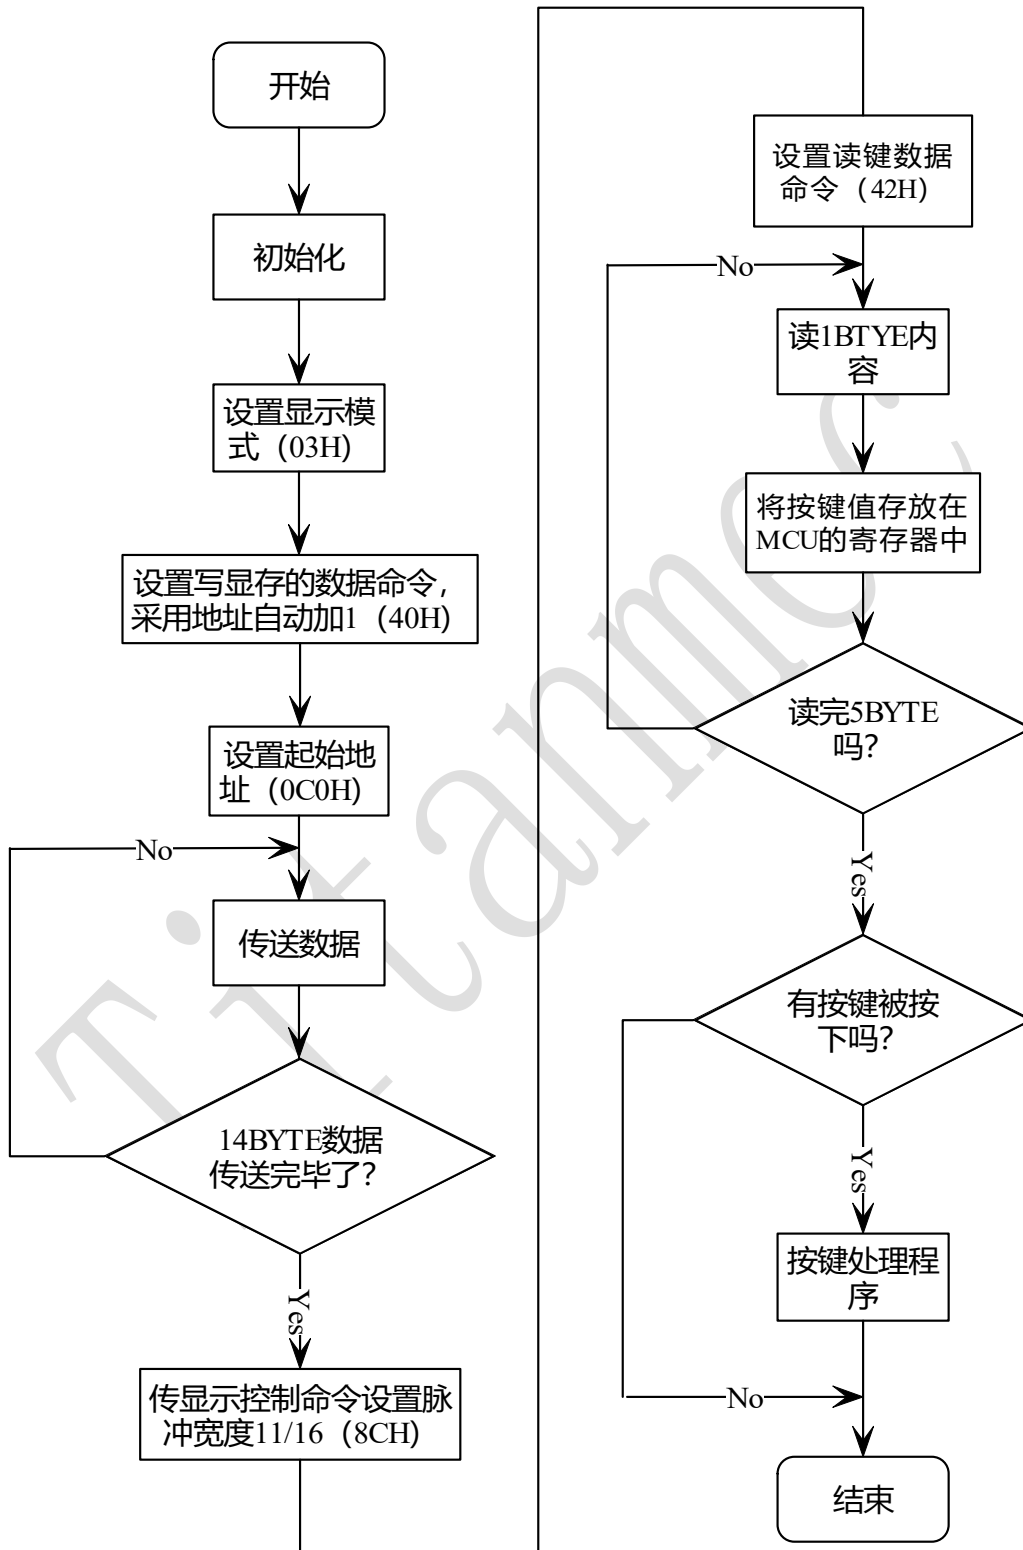 开始
初始化
设置显示模
式（03H）
设置写显存的数据命令，
采用地址自动加1（40H）
设置起始地
址（0C0H）
No
传送数据
14BYTE数据
传送完毕了？
Yes
传显示控制命令设置脉
冲宽度11/16（8CH）
设置读键数据
命令（42H）
No
读1BTYE内
容
将按键值存放在
MCU的寄存器中
读完5BYTE
吗？
Yes
有按键被按
下吗？
Yes
按键处理程
序
No
结束
Titanmec